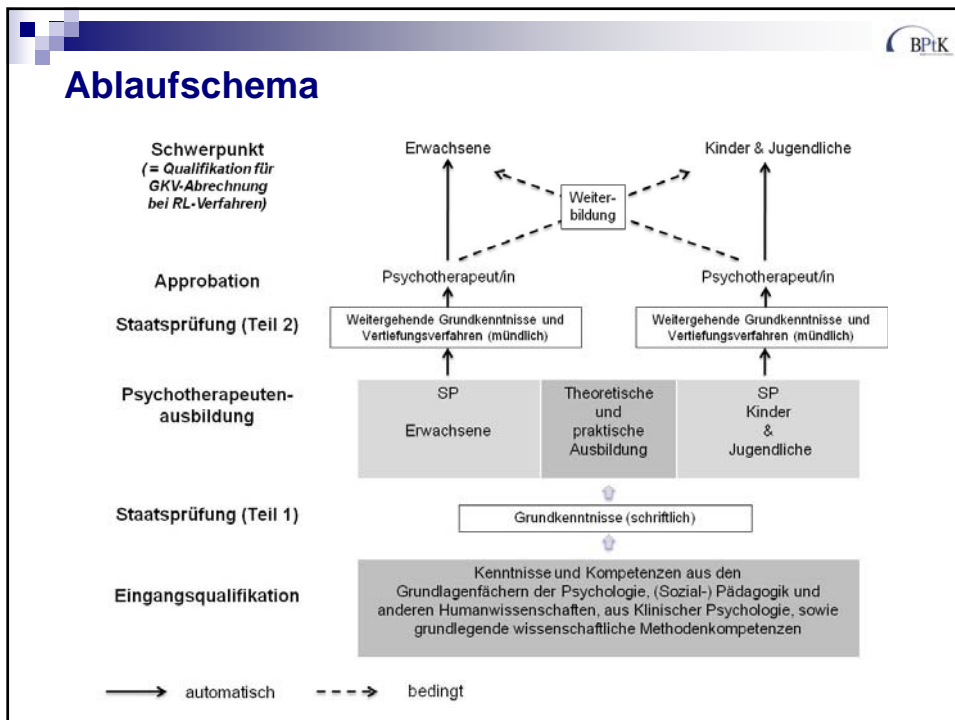 BPtK
Ablaufschema
Schwerpunkt
( = Qualifikation für
GKV-Abrechnung
bei RL-Verfahren)
Erwachsene
Kinder & Jugendliche
Weiter-
bildung
Approbation
Psychotherapeut/in
Psychotherapeut/in
Staatsprüfung (Teil 2)
Weitergehende Grundkenntnisse und
Vertiefungsverfahren (mündlich)
Weitergehende Grundkenntnisse und
Vertiefungsverfahren (mündlich)
Psychotherapeuten-
ausbildung
SP
Erwachsene
Theoretische
und
praktische
Ausbildung
SP
Kinder
&
Jugendliche
Staatsprüfung (Teil 1)
Grundkenntnisse (schriftlich)
Eingangsqualifikation
Kenntnisse und Kompetenzen aus den
Grundlagenfächern der Psychologie, (Sozial-) Pädagogik und
anderen Humanwissenschaften, aus Klinischer Psychologie, sowie
grundlegende wissenschaftliche Methodenkompetenzen
automatisch
bedingt